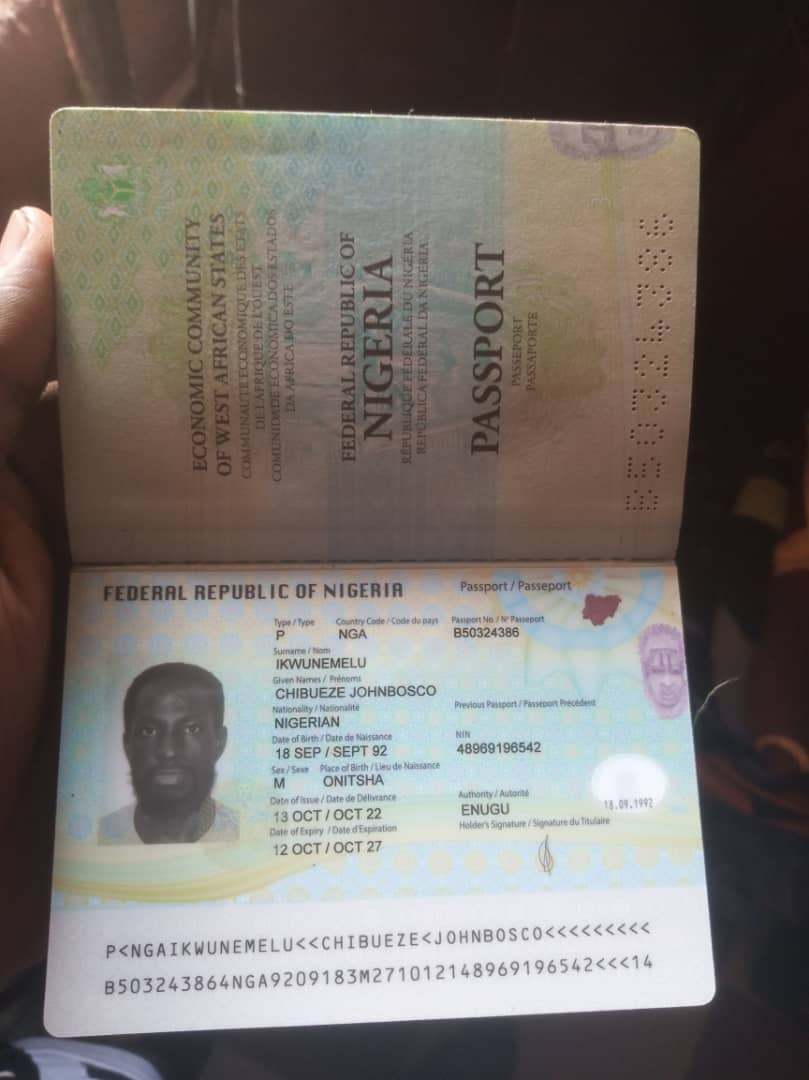 ECONOMIC COMMUNITY
OF WEST AFRICAN STATES
COMMUNAUTÉ ECONOMIQUE DES ETATS
DE L'AFRIQUE DE L'OUEST
COMUNIDADE ECONOMICA DOS ESTADOS
DA AFRICA DO ESTE
FEDERAL REPUBLIC OF
NIGERIA
RÉPUBLIQUE FÉDÉRALE DU NIGÉRIA
REPÚBLICA FEDERAL DA NIGERIA
PASSPORT
PASSEPORT
PASSAPORTE
B50324386
FEDERAL REPUBLIC OF NIGERIA
Passport / Passeport
Type / Type Country Code / Code du pays Passport No. / Nº Passeport
P NGA B50324386
Surname / Nom
IKWUNEMELU
Given Names / Prénoms
CHIBUEZE JOHNBOSCO
Nationality / Nationalité Previous Passport / Passeport Précédent
NIGERIAN
Date of Birth / Date de Naissance NIN
18 SEP / SEPT 92 48969196542
Sex / Sexe Place of Birth / Lieu de Naissance
M ONITSHA
Date of Issue / Date de Délivrance Authority / Autorité
13 OCT / OCT 22 ENUGU 18.09.1992
Date of Expiry / Date d'Expiration Holder's Signature / Signature du Titulaire
12 OCT / OCT 27
P<NGAIKWUNEMELU<<CHIBUEZE<JOHNBOSCO<<<<<<<<<
B503243864NGA9209183M271012148969196542<<<14